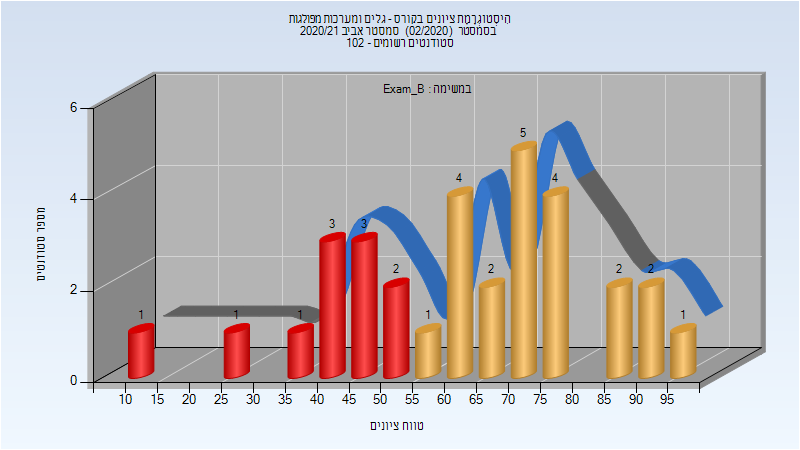 היסטוגרמת ציונים בקורס - גלים ומערכות מפולגות
בסמסטר (02/2020) סמסטר אביב 2020/21
סטודנטים רשומים - 102
במשימה : Exam_B
מספר סטודנטים
6
4
2
0
1
1
1
3
3
2
1
4
2
5
4
2
2
1
10 15 20 25 30 35 40 45 50 55 60 65 70 75 80 85 90 95
טווח ציונים